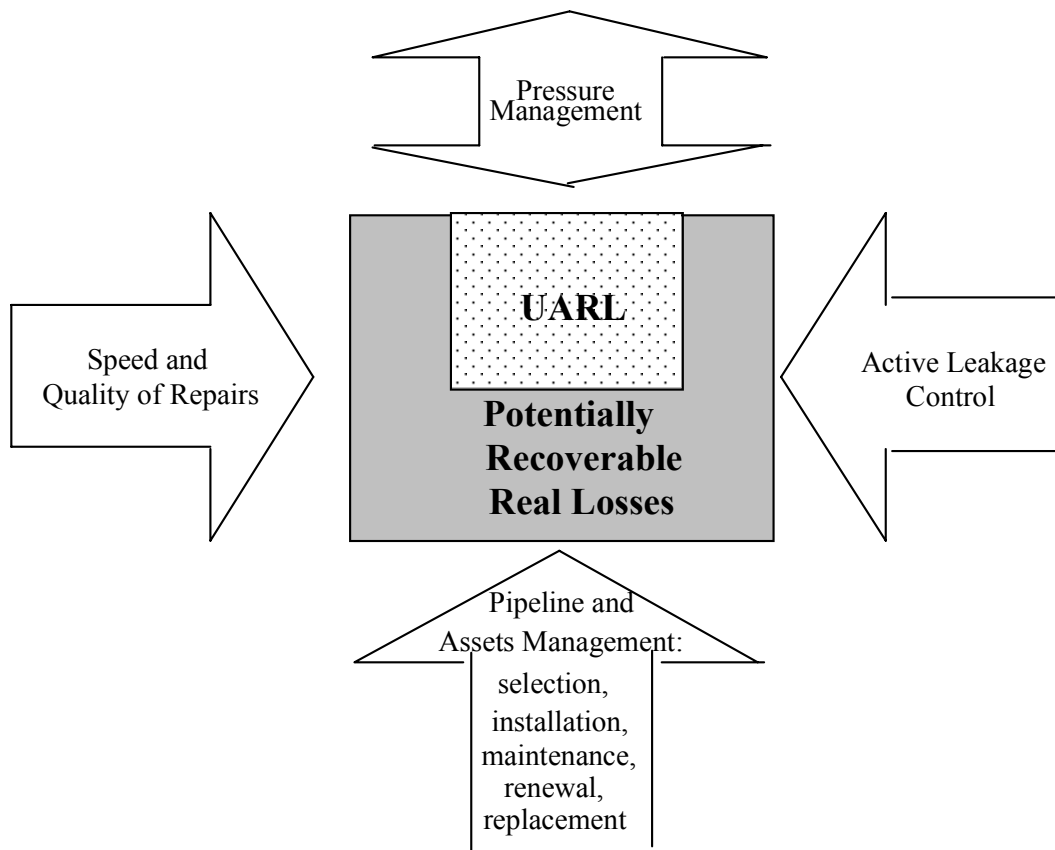 Pressure
Management
UARL
Speed and
Quality of Repairs
Active Leakage
Control
Potentially
Recoverable
Real Losses
Pipeline and
Assets Management:
selection,
installation,
maintenance,
renewal,
replacement